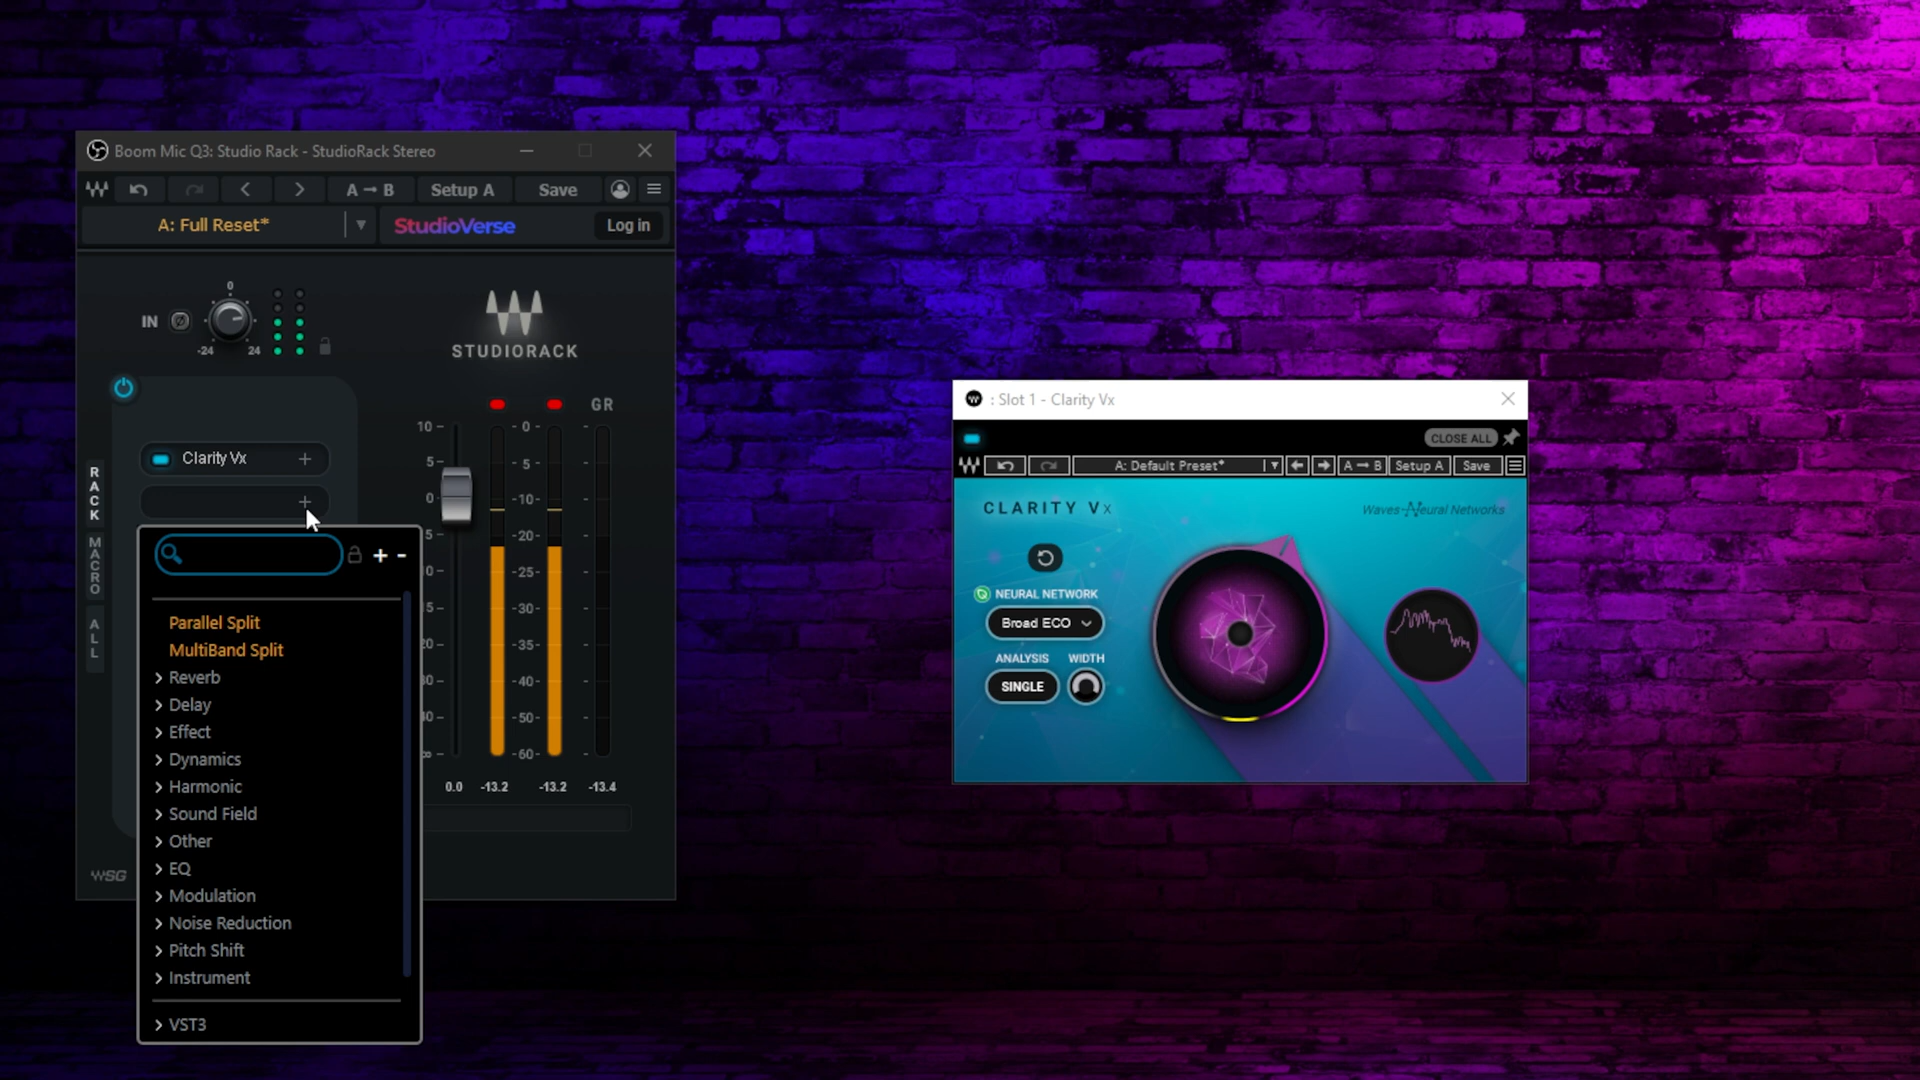 Boom Mic Q3: Studio Rack - StudioRack Stereo
A → B Setup A Save
A: Full Reset* StudioVerse Log in
IN 0 -24 24
STUDIORACK
GR
10 5 0 5
0 -5 -10 -20 -25 -30 -35 -40 -50 -60
0.0 -13.2 -13.2 -13.4
RACK
MACRO
ALL
Clarity Vx +
+
+ -
Parallel Split
MultiBand Split
Reverb
Delay
Effect
Dynamics
Harmonic
Sound Field
Other
EQ
Modulation
Noise Reduction
Pitch Shift
Instrument
VST3
WSG
: Slot 1 - Clarity Vx
CLOSE ALL
A: Default Preset* A → B Setup A Save
CLARITY Vx
Waves Neural Networks
NEURAL NETWORK
Broad ECO
ANALYSIS WIDTH
SINGLE